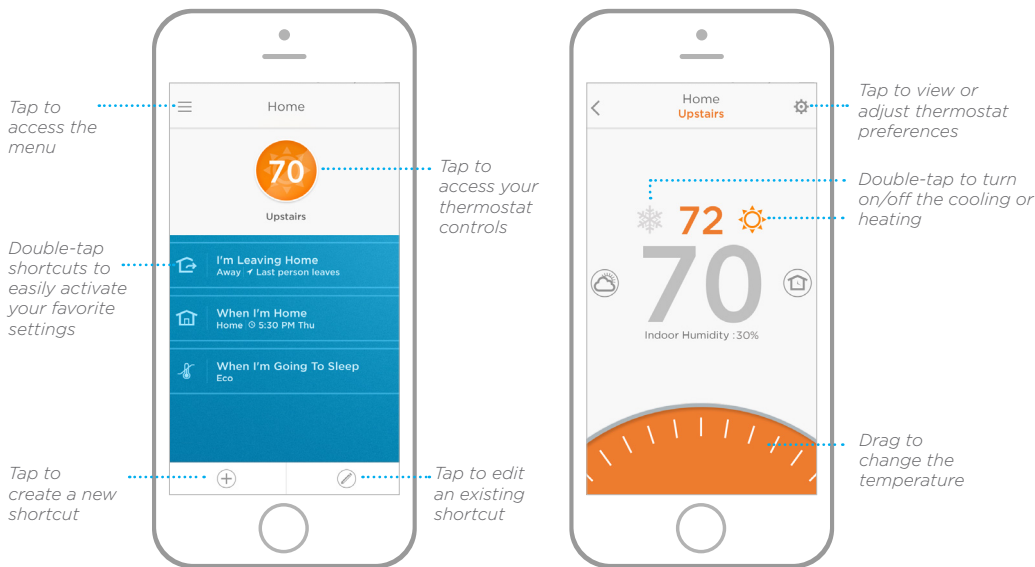 Tap to
access the
menu
Home
70
Upstairs
Tap to
access your
thermostat
controls
Double-tap
shortcuts to
easily activate
your favorite
settings
I'm Leaving Home
Away Last person leaves
When I'm Home
Home 5:30 PM Thu
When I'm Going To Sleep
Eco
Tap to
create a new
shortcut
Tap to edit
an existing
shortcut
Home
Upstairs
Tap to view or
adjust thermostat
preferences
Double-tap to turn
on/off the cooling or
heating
72
70
Indoor Humidity :30%
Drag to
change the
temperature